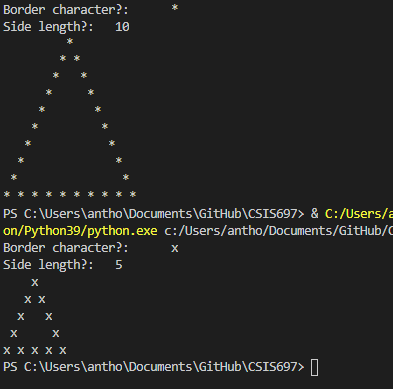 Border character?:      *
Side length?:   10
         *
        * *
       *   *
      *     *
     *       *
    *         *
   *           *
  *             *
 *               *
* * * * * * * * * *
PS C:\Users\antho\Documents\GitHub\CSIS697> & C:/Users/a
on/Python39/python.exe c:/Users/antho/Documents/GitHub/C
Border character?:      x
Side length?:   5
    x
   x x
  x   x
 x     x
x x x x x
PS C:\Users\antho\Documents\GitHub\CSIS697>